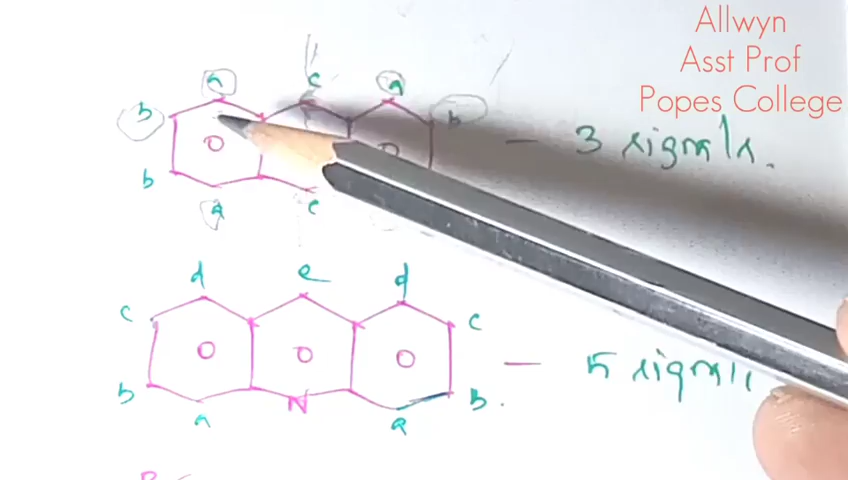 Allwyn
Asst Prof
Popes College
a c a
b b
b
a c
- 3 signals.
d e d
c c
b N b.
a a
- 5 signals